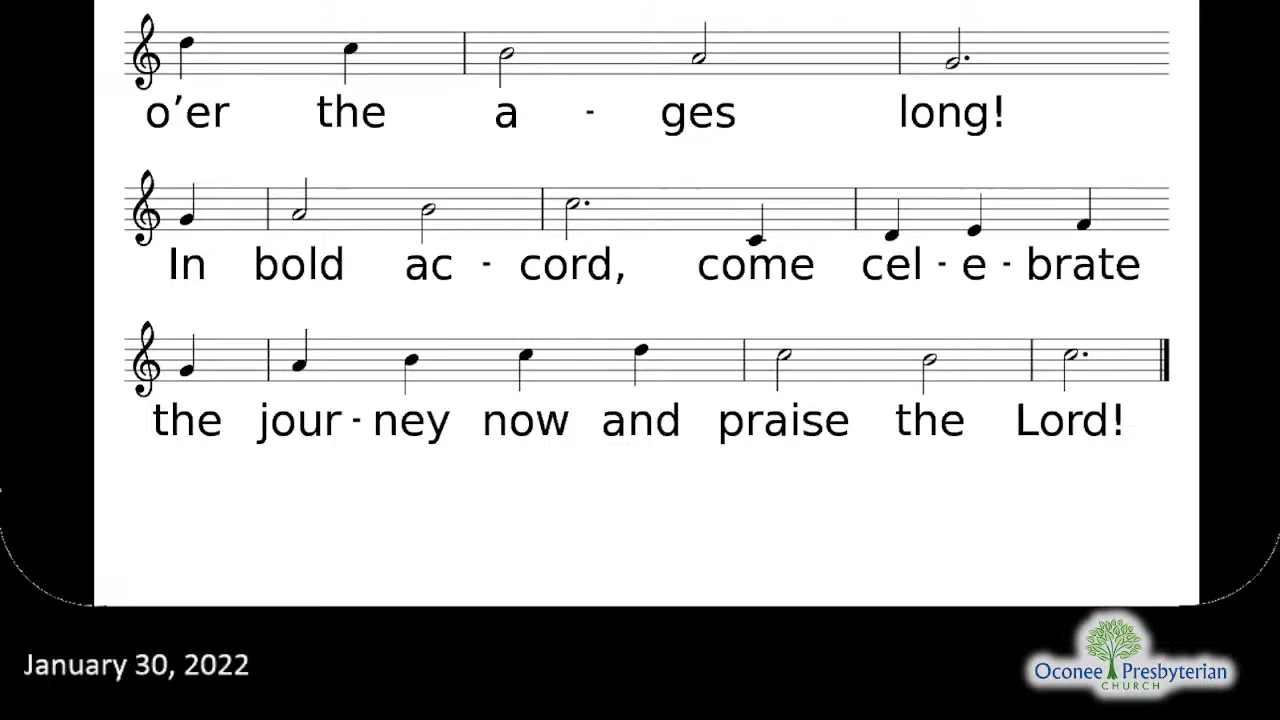 o’er the a - ges long!
In bold ac - cord, come cel - e - brate
the jour - ney now and praise the Lord!
January 30, 2022
Oconee Presbyterian
CHURCH